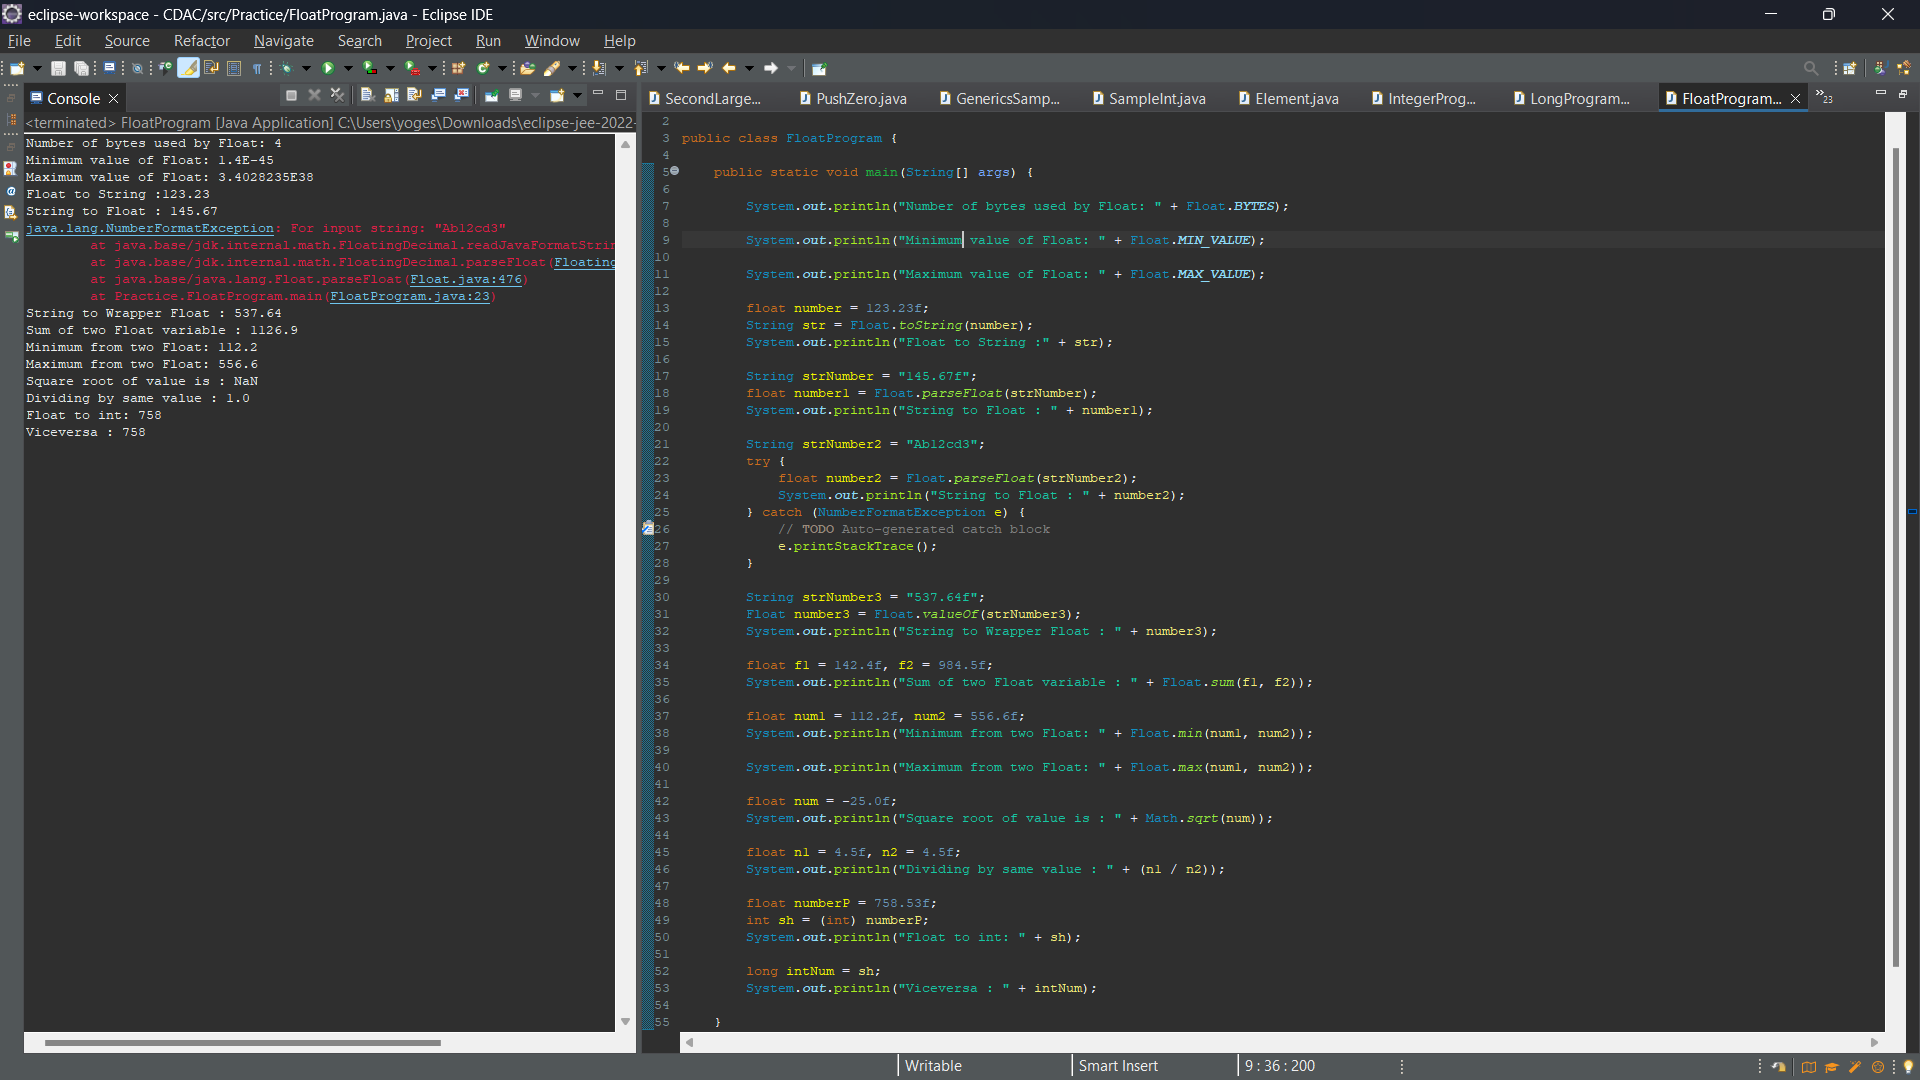 eclipse-workspace - CDAC/src/Practice/FloatProgram.java - Eclipse IDE
File Edit Source Refactor Navigate Search Project Run Window Help
Console
<terminated> FloatProgram [Java Application] C:\Users\yoges\Downloads\eclipse-jee-2022-
Number of bytes used by Float: 4
Minimum value of Float: 1.4E-45
Maximum value of Float: 3.4028235E38
Float to String :123.23
String to Float : 145.67
java.lang.NumberFormatException: For input string: "Ab12cd3"
at java.base/jdk.internal.math.FloatingDecimal.readJavaFormatStrin
at java.base/jdk.internal.math.FloatingDecimal.parseFloat(Floating
at java.base/java.lang.Float.parseFloat(Float.java:476)
at Practice.FloatProgram.main(FloatProgram.java:23)
String to Wrapper Float : 537.64
Sum of two Float variable : 1126.9
Minimum from two Float: 112.2
Maximum from two Float: 556.6
Square root of value is : NaN
Dividing by same value : 1.0
Float to int: 758
Viceversa : 758
SecondLarge... PushZero.java GenericsSamp... SampleInt.java Element.java IntegerProg... LongProgram... FloatProgram... »23
2
3 public class FloatProgram {
4
5 public static void main(String[] args) {
6
7 System.out.println("Number of bytes used by Float: " + Float.BYTES);
8
9 System.out.println("Minimum value of Float: " + Float.MIN_VALUE);
10
11 System.out.println("Maximum value of Float: " + Float.MAX_VALUE);
12
13 float number = 123.23f;
14 String str = Float.toString(number);
15 System.out.println("Float to String :" + str);
16
17 String strNumber = "145.67f";
18 float number1 = Float.parseFloat(strNumber);
19 System.out.println("String to Float : " + number1);
20
21 String strNumber2 = "Ab12cd3";
22 try {
23 float number2 = Float.parseFloat(strNumber2);
24 System.out.println("String to Float : " + number2);
25 } catch (NumberFormatException e) {
26 // TODO Auto-generated catch block
27 e.printStackTrace();
28 }
29
30 String strNumber3 = "537.64f";
31 Float number3 = Float.valueOf(strNumber3);
32 System.out.println("String to Wrapper Float : " + number3);
33
34 float f1 = 142.4f, f2 = 984.5f;
35 System.out.println("Sum of two Float variable : " + Float.sum(f1, f2));
36
37 float num1 = 112.2f, num2 = 556.6f;
38 System.out.println("Minimum from two Float: " + Float.min(num1, num2));
39
40 System.out.println("Maximum from two Float: " + Float.max(num1, num2));
41
42 float num = -25.0f;
43 System.out.println("Square root of value is : " + Math.sqrt(num));
44
45 float n1 = 4.5f, n2 = 4.5f;
46 System.out.println("Dividing by same value : " + (n1 / n2));
47
48 float numberP = 758.53f;
49 int sh = (int) numberP;
50 System.out.println("Float to int: " + sh);
51
52 long intNum = sh;
53 System.out.println("Viceversa : " + intNum);
54
55 }
Writable Smart Insert 9 : 36 : 200